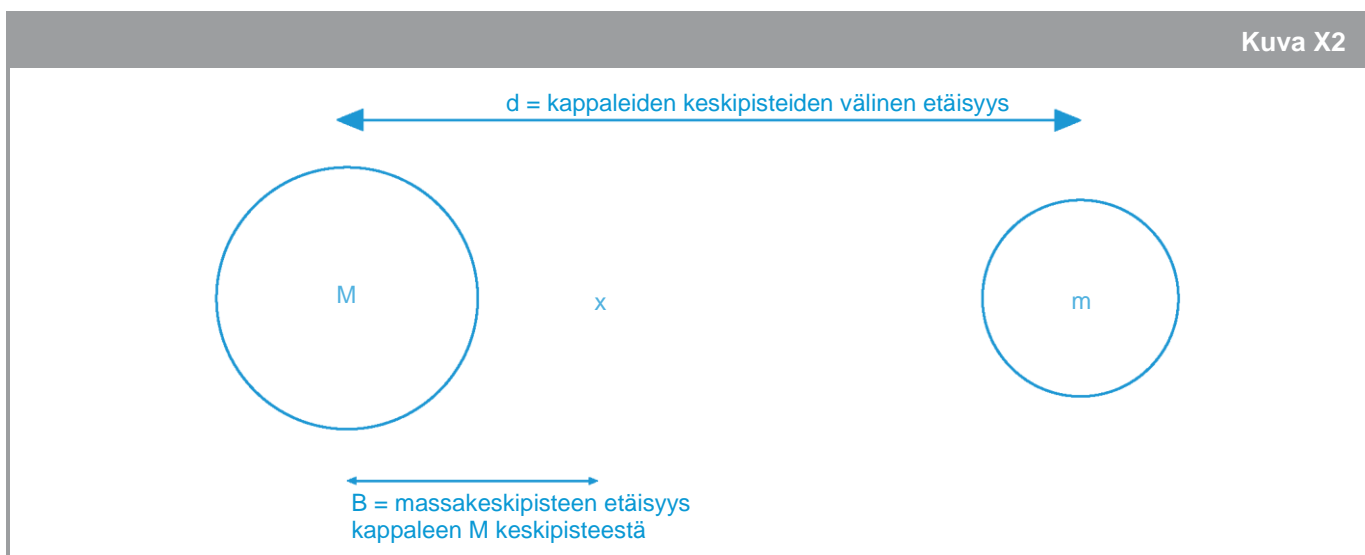 Kuva X2
d = kappaleiden keskipisteiden välinen etäisyys
M
x
m
B = massakeskipisteen etäisyys
kappaleen M keskipisteestä